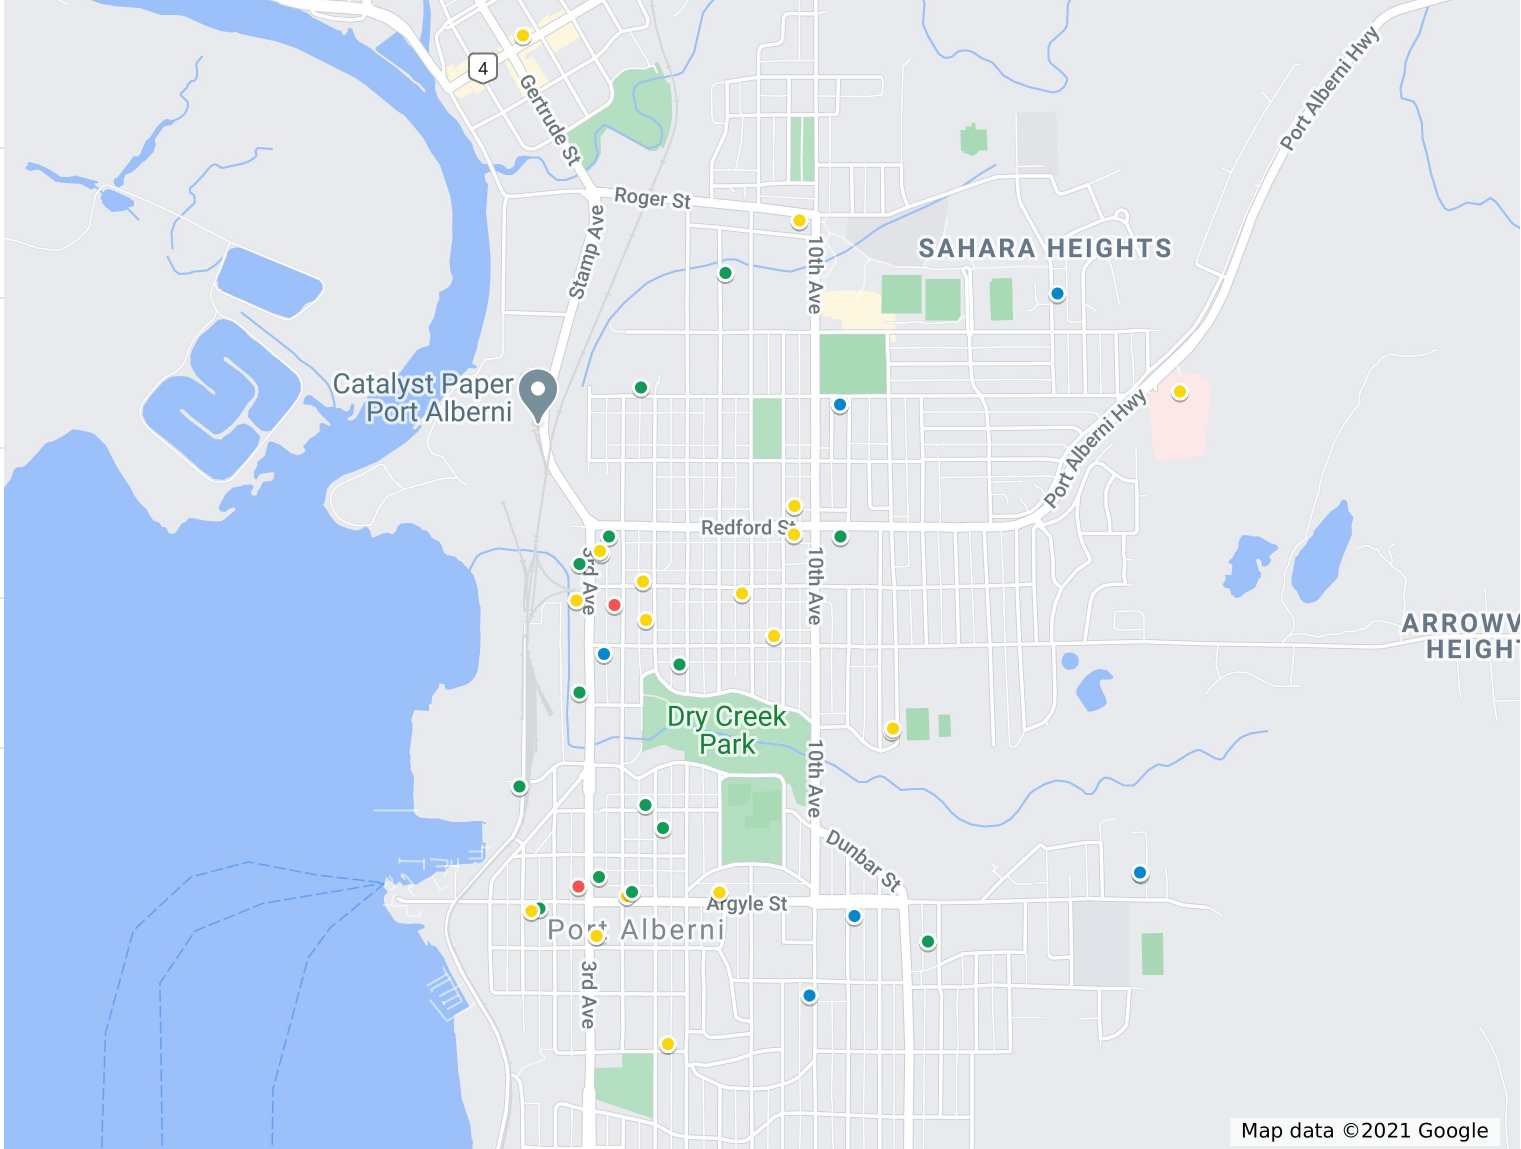 4
Gertrude St
Port Alberni Hwy
Roger St
Stamp Ave
10th Ave
SAHARA HEIGHTS
Catalyst Paper
Port Alberni
Port Alberni Hwy
Redford St
3rd Ave
10th Ave
ARROWV
HEIGHT
Dry Creek
Park
10th Ave
Dunbar St
Argyle St
Port Alberni
3rd Ave
Map data ©2021 Google